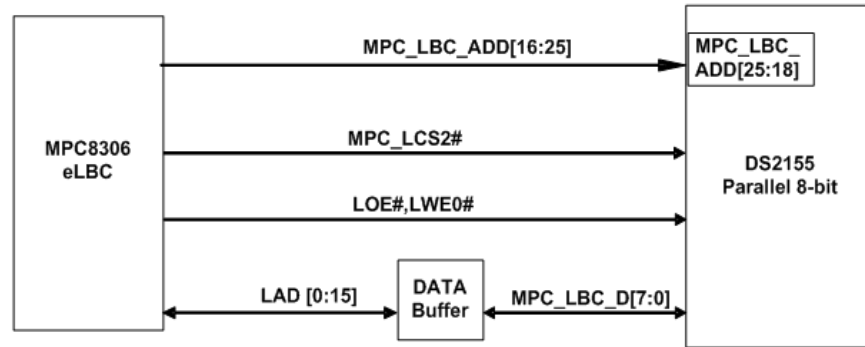 MPC_LBC_ADD[16:25]
MPC_LBC_
ADD[25:18]
MPC8306
eLBC
MPC_LCS2#
DS2155
Parallel 8-bit
LOE#,LWE0#
LAD [0:15]
DATA
Buffer
MPC_LBC_D[7:0]